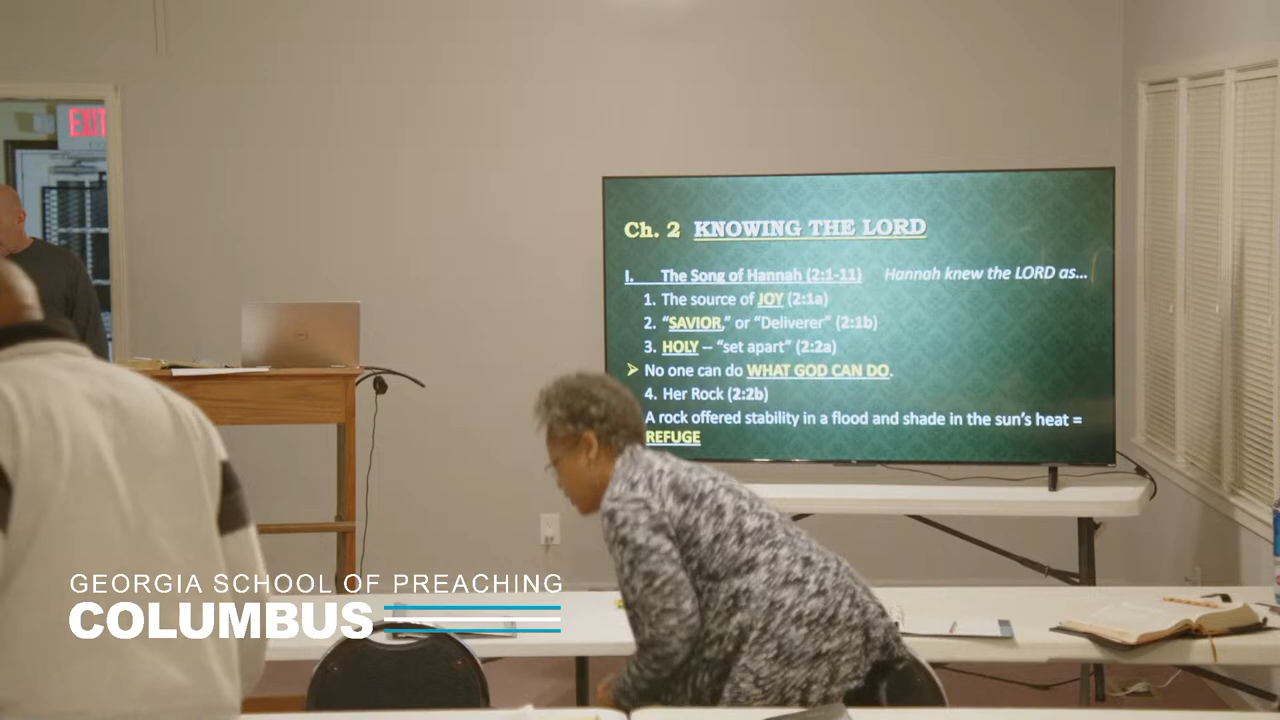 EXIT
Ch. 2 KNOWING THE LORD
I. The Song of Hannah (2:1-11) Hannah knew the LORD as...
1. The source of JOY (2:1a)
2. “SAVIOR,” or “Deliverer” (2:1b)
3. HOLY – “set apart” (2:2a)
➢ No one can do WHAT GOD CAN DO.
4. Her Rock (2:2b)
A rock offered stability in a flood and shade in the sun’s heat =
REFUGE
GEORGIA SCHOOL OF PREACHING
COLUMBUS